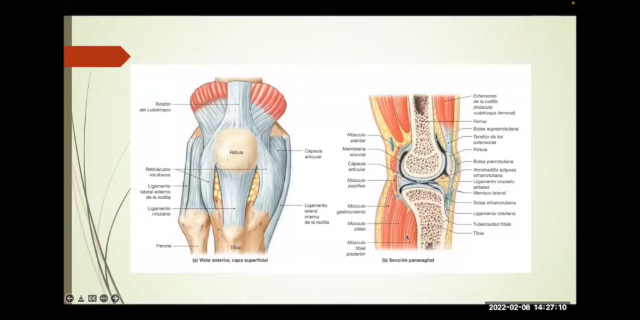 Tendón
del cuádriceps
Rótula
Cápsula
articular
Retináculos
rotulianos
Ligamento
lateral externo
de la rodilla
Ligamento
rotuliano
Ligamento
lateral
interno
de la rodilla
Peroné
Tibia
(a) Vista anterior, capa superficial
Extensores
de la rodilla
(músculo
cuádriceps femoral)
Fémur
Bolsa suprarrotuliana
Tendón de los
extensores
Rótula
Bolsa prerrotuliana
Almohadilla adiposa
infrarrotuliana
Ligamento cruzado
anterior
Menisco lateral
Bolsa infrarrotuliana
Ligamento rotuliano
Tuberosidad tibial
Tibia
Músculo
plantar
Membrana
sinovial
Cápsula
articular
Músculo
poplíteo
Músculo
gastrocnemio
Músculo
sóleo
Músculo
tibial
posterior
(b) Sección parasagital
2022-02-08 14:27:10